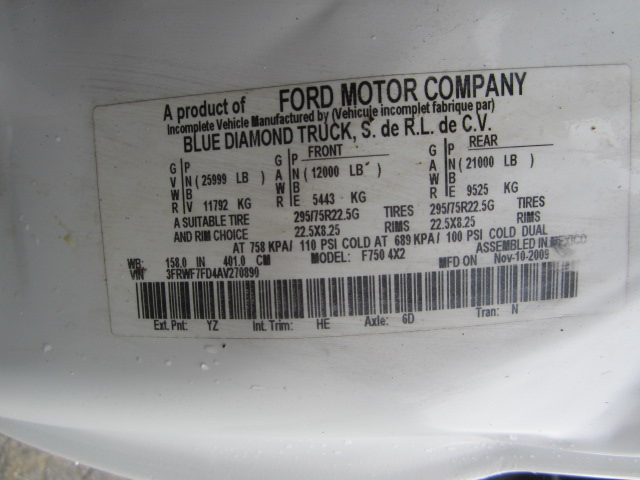 A product of FORD MOTOR COMPANY
Incomplete Vehicle Manufactured by (Vehicule incomplet fabrique par)
BLUE DIAMOND TRUCK, S. de R.L. de C.V.
FRONT REAR
G P G P G P
V N (25999 LB ) A N (12000 LB ) A N (21000 LB )
W B W B W B
R V 11792 KG R E 5443 KG R E 9525 KG
A SUITABLE TIRE 295/75R22.5G TIRES 295/75R22.5G TIRES
AND RIM CHOICE 22.5X8.25 RIMS 22.5X8.25 RIMS
AT 758 KPA/ 110 PSI COLD AT 689 KPA/ 100 PSI COLD DUAL
ASSEMBLED IN MEXICO
WB: 158.0 IN 401.0 CM MODEL: F750 4X2 MFD ON Nov-10-2009
VIN 3FRWF7FD4AV270890
Ext. Pnt: YZ Int. Trim: HE Axle: 6D Tran: N